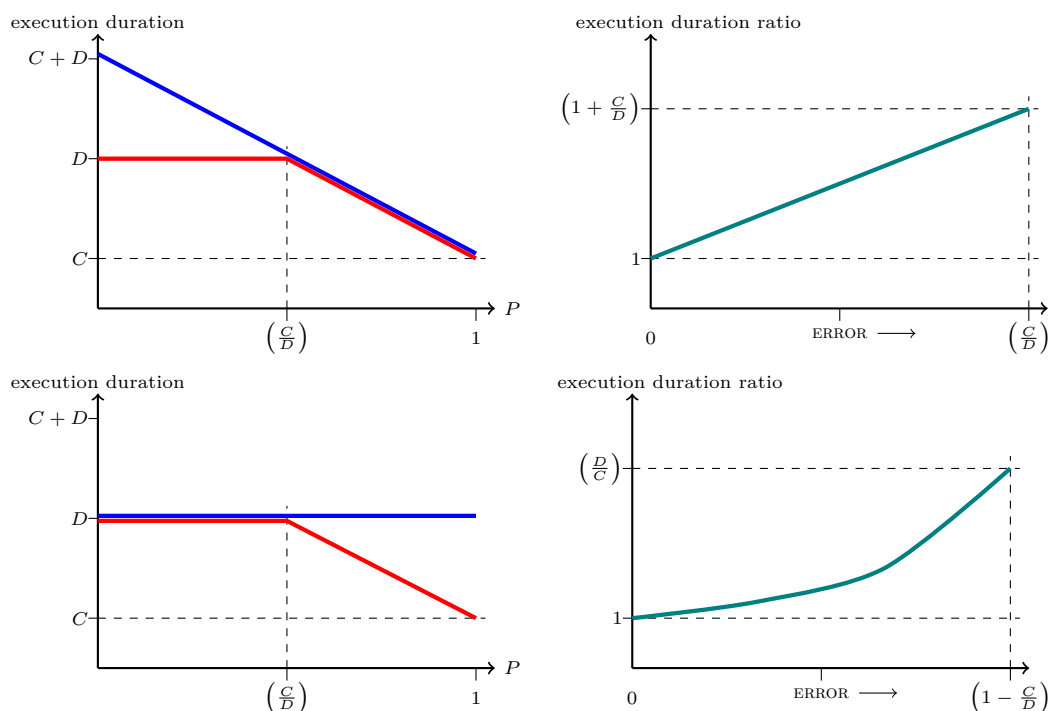 execution duration
C + D
D
C
P
(C/D)
1
execution duration ratio
(1 + C/D)
1
0
ERROR ⟶
(C/D)
execution duration
C + D
D
C
P
(C/D)
1
execution duration ratio
(D/C)
1
0
ERROR ⟶
(1 − C/D)